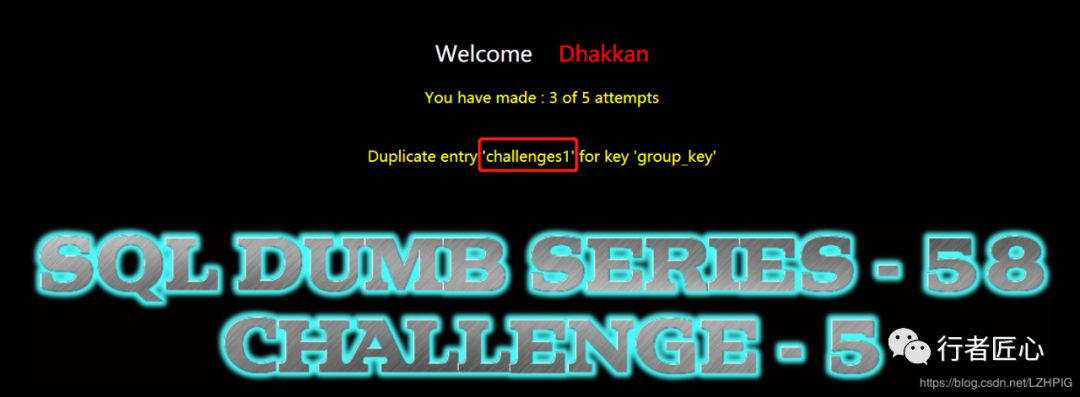 Welcome Dhakkan
You have made : 3 of 5 attempts
Duplicate entry 'challenges1' for key 'group_key'
SQL DUMB SERIES - 58
CHALLENGE - 5
行者匠心
https://blog.csdn.net/LZHPIG